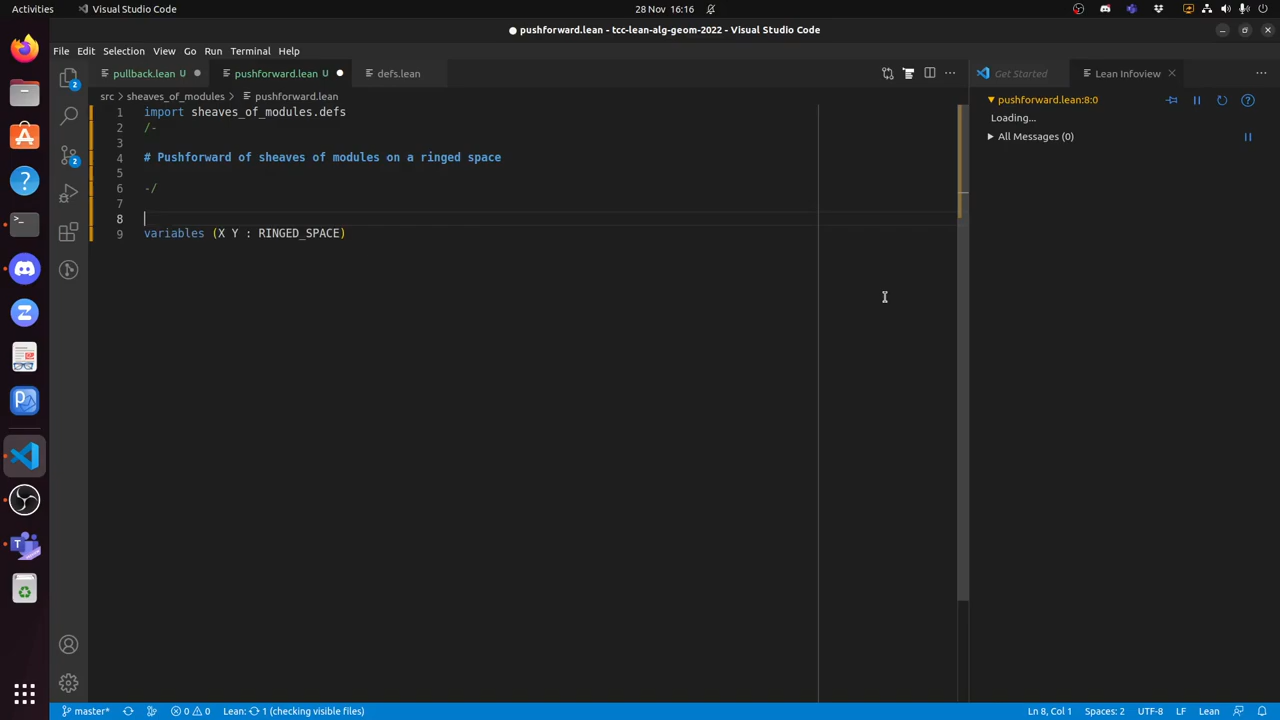 Activities
Visual Studio Code
28 Nov 16:16
● pushforward.lean - tcc-lean-alg-geom-2022 - Visual Studio Code
File Edit Selection View Go Run Terminal Help
pullback.lean U ●
pushforward.lean U ●
defs.lean
Get Started
Lean Infoview
src > sheaves_of_modules > pushforward.lean
1 import sheaves_of_modules.defs
2 /-
3
4 # Pushforward of sheaves of modules on a ringed space
5
6 -/
7
8
9 variables (X Y : RINGED_SPACE)
pushforward.lean:8:0
Loading...
All Messages (0)
2
2
master*
0 0
Lean: 1 (checking visible files)
Ln 8, Col 1
Spaces: 2
UTF-8
LF
Lean